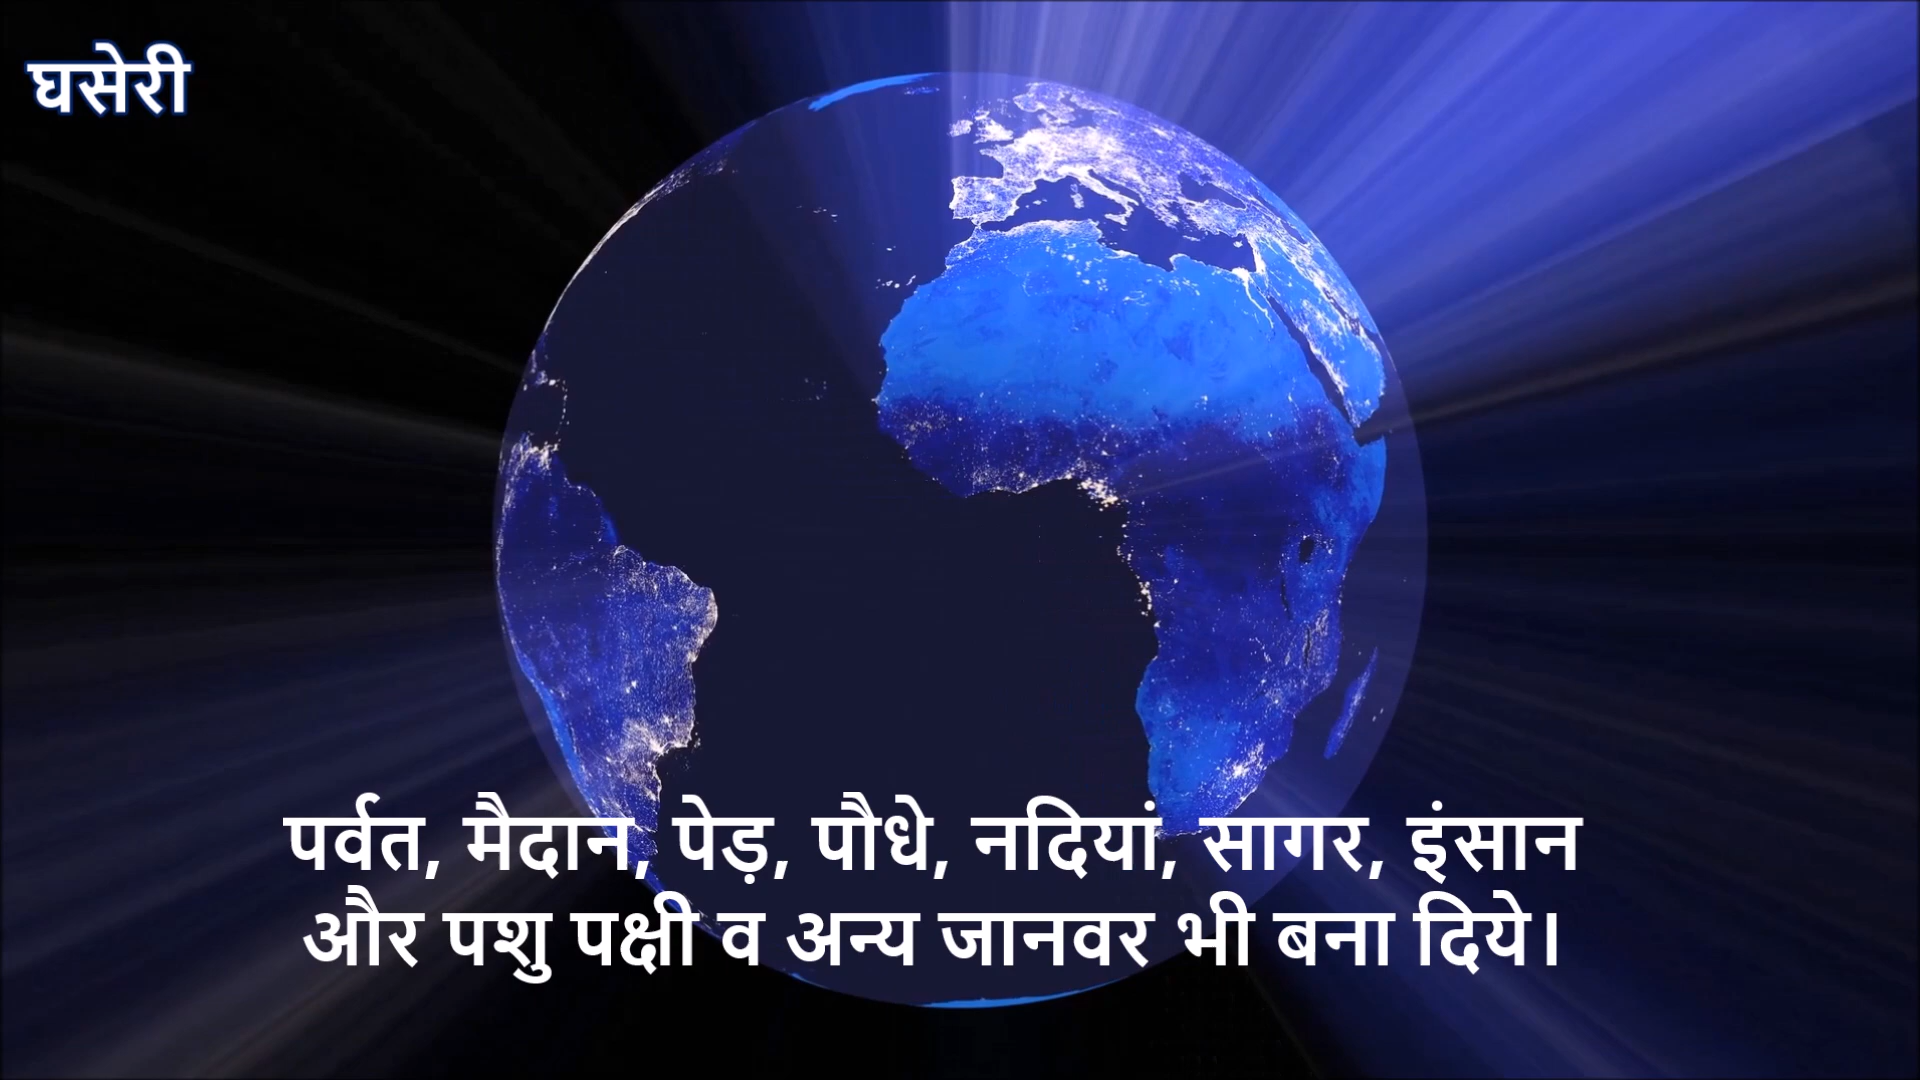 घसेरी
पर्वत, मैदान, पेड़, पौधे, नदियां, सागर, इंसान
और पशु पक्षी व अन्य जानवर भी बना दिये।